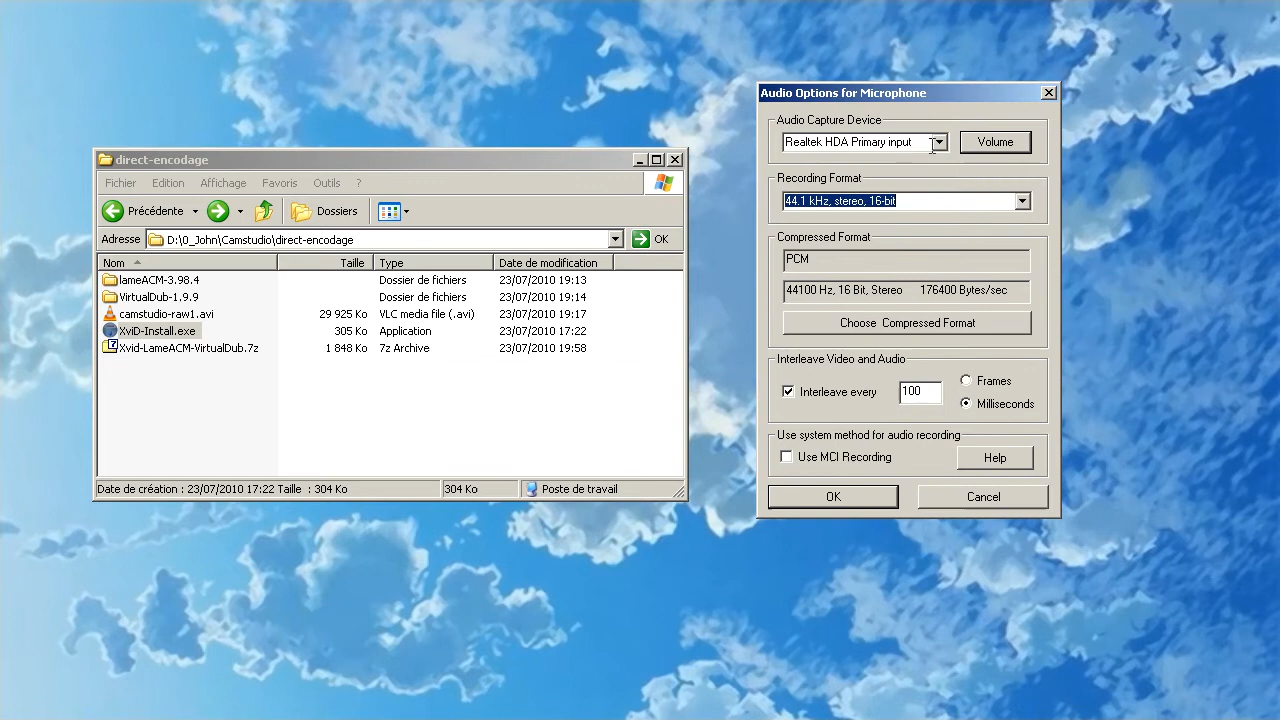 direct-encodage
Fichier Edition Affichage Favoris Outils ?
Précédente Dossiers
Adresse D:\0_John\Camstudio\direct-encodage OK
Nom Taille Type Date de modification
lameACM-3.98.4 Dossier de fichiers 23/07/2010 19:13
VirtualDub-1.9.9 Dossier de fichiers 23/07/2010 19:14
camstudio-raw1.avi 29 925 Ko VLC media file (.avi) 23/07/2010 19:17
XviD-Install.exe 305 Ko Application 23/07/2010 17:22
Xvid-LameACM-VirtualDub.7z 1 848 Ko 7z Archive 23/07/2010 19:58
Date de création : 23/07/2010 17:22 Taille : 304 Ko 304 Ko Poste de travail
Audio Options for Microphone
Audio Capture Device
Realtek HDA Primary input Volume
Recording Format
44.1 kHz, stereo, 16-bit
Compressed Format
PCM
44100 Hz, 16 Bit, Stereo 176400 Bytes/sec
Choose Compressed Format
Interleave Video and Audio
Interleave every 100 Frames
Milliseconds
Use system method for audio recording
Use MCI Recording Help
OK Cancel